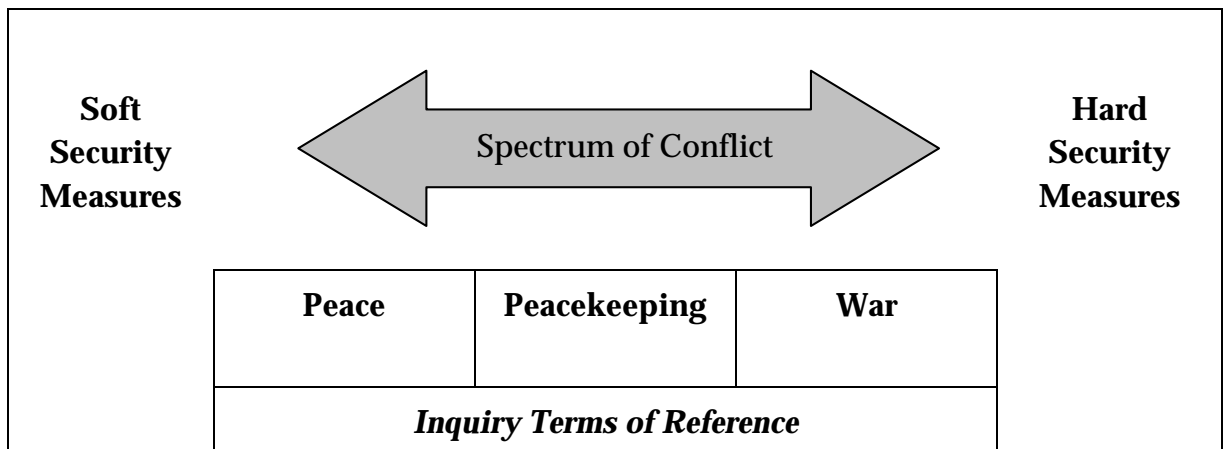 Soft
Security
Measures
Spectrum of Conflict
Hard
Security
Measures
Peace
Peacekeeping
War
Inquiry Terms of Reference